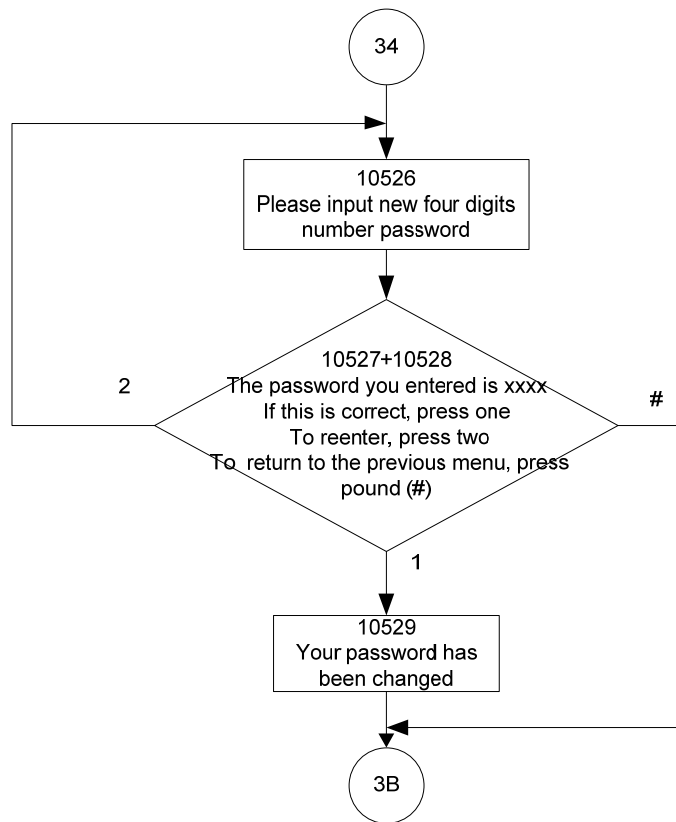 34
10526
Please input new four digits
number password
10527+10528
The password you entered is xxxx
If this is correct, press one
To reenter, press two
To return to the previous menu, press
pound (#)
2
#
1
10529
Your password has
been changed
3B